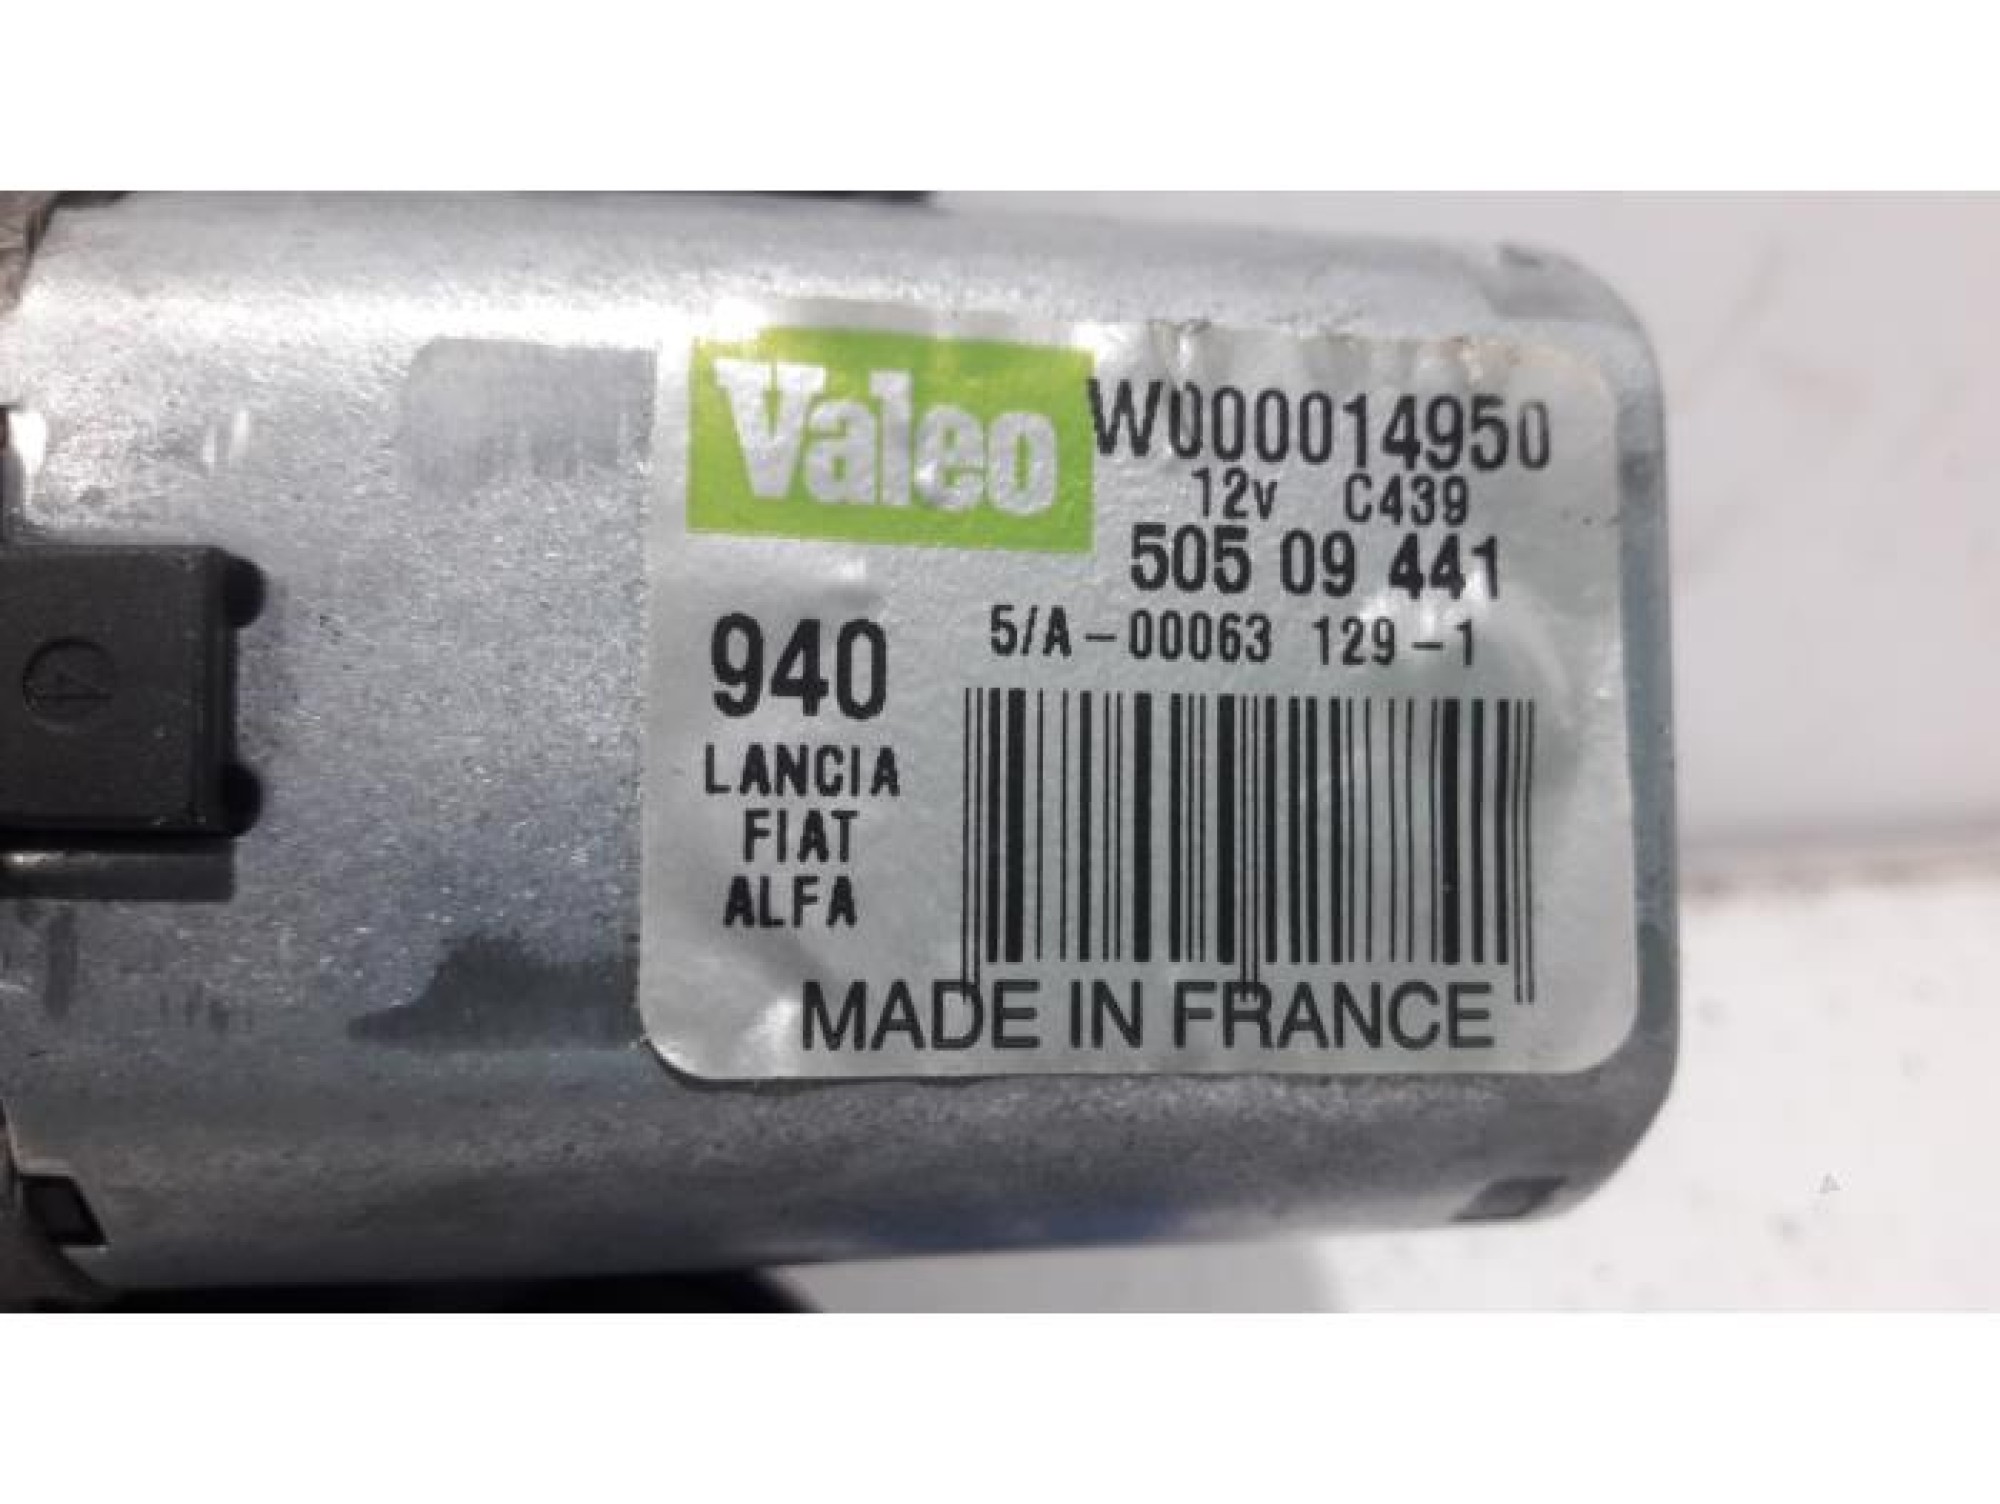 Valeo W000014950
12V C439
505 09 441
5/A-00063 129-1
940
LANCIA
FIAT
ALFA
MADE IN FRANCE